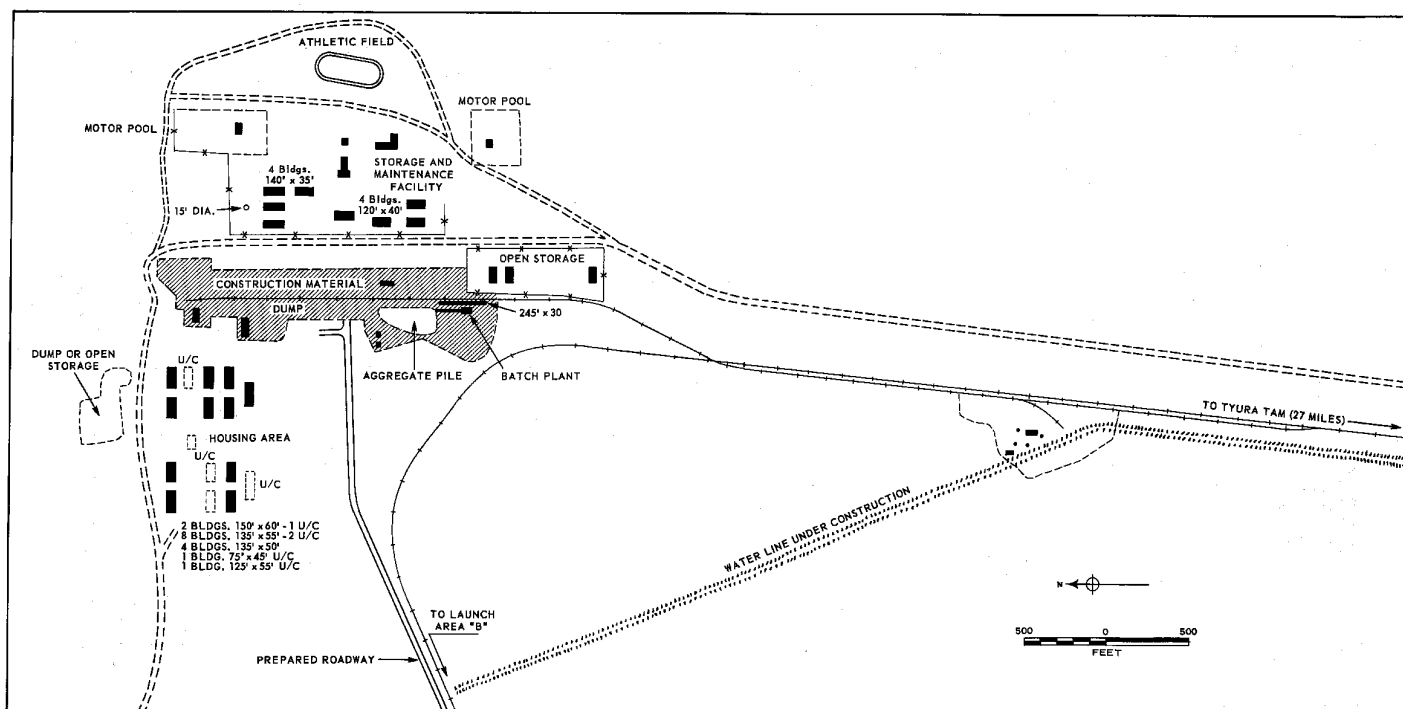 ATHLETIC FIELD
MOTOR POOL
MOTOR POOL
4 Bldgs.
140' x 35'
STORAGE AND
MAINTENANCE
FACILITY
4 Bldgs.
120' x 40'
15' DIA.
OPEN STORAGE
CONSTRUCTION MATERIAL
DUMP
245' x 30
DUMP OR OPEN
STORAGE
U/C
AGGREGATE PILE
BATCH PLANT
TO TYURA TAM (27 MILES)
HOUSING AREA
U/C
U/C
2 BLDGS. 150' x 60' - 1 U/C
8 BLDGS. 135' x 55' - 2 U/C
4 BLDGS. 135' x 50'
1 BLDG. 75' x 45' U/C
1 BLDG. 125' x 55' U/C
WATER LINE UNDER CONSTRUCTION
N
TO LAUNCH
AREA "B"
500 0 500
FEET
PREPARED ROADWAY